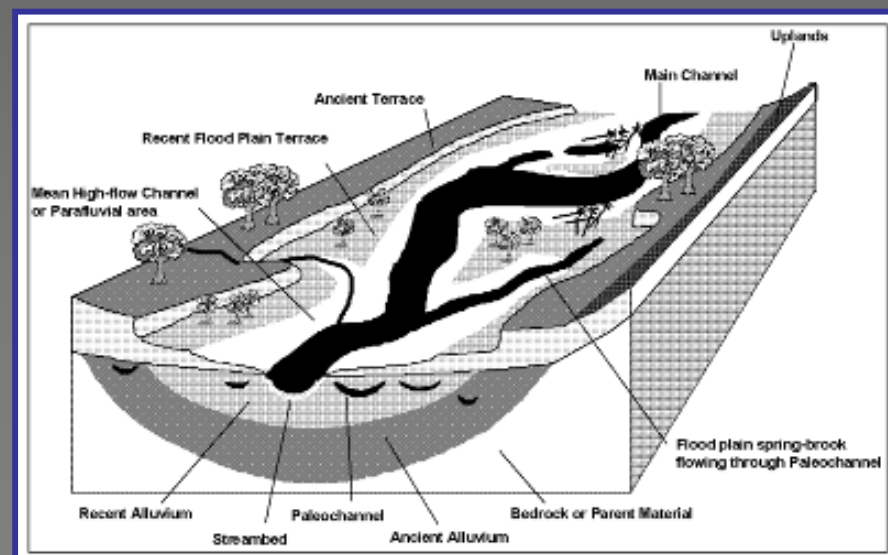 Uplands
Main Channel
Ancient Terrace
Recent Flood Plain Terrace
Mean High-flow Channel
or Parafluvial area
Flood plain spring-brook
flowing through Paleochannel
Recent Alluvium
Paleochannel
Bedrock or Parent Material
Streambed
Ancient Alluvium